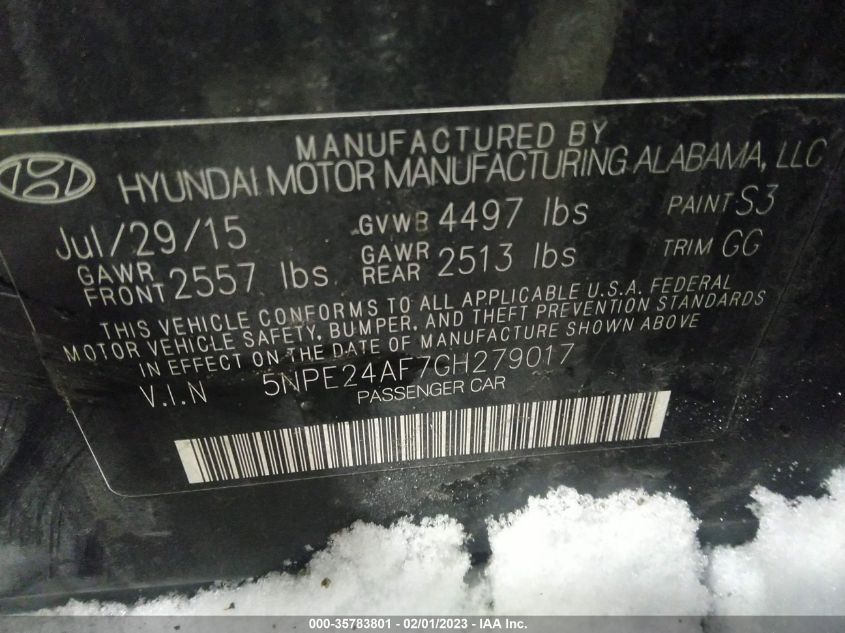 MANUFACTURED BY
HYUNDAI MOTOR MANUFACTURING ALABAMA, LLC
Jul/29/15 GVWR 4497 lbs PAINT S3
GAWR FRONT 2557 lbs GAWR REAR 2513 lbs TRIM GG
THIS VEHICLE CONFORMS TO ALL APPLICABLE U.S.A. FEDERAL
MOTOR VEHICLE SAFETY, BUMPER, AND THEFT PREVENTION STANDARDS
IN EFFECT ON THE DATE OF MANUFACTURE SHOWN ABOVE
V.I.N 5NPE24AF7GH279017
PASSENGER CAR
000-35783801 - 02/01/2023 - IAA Inc.